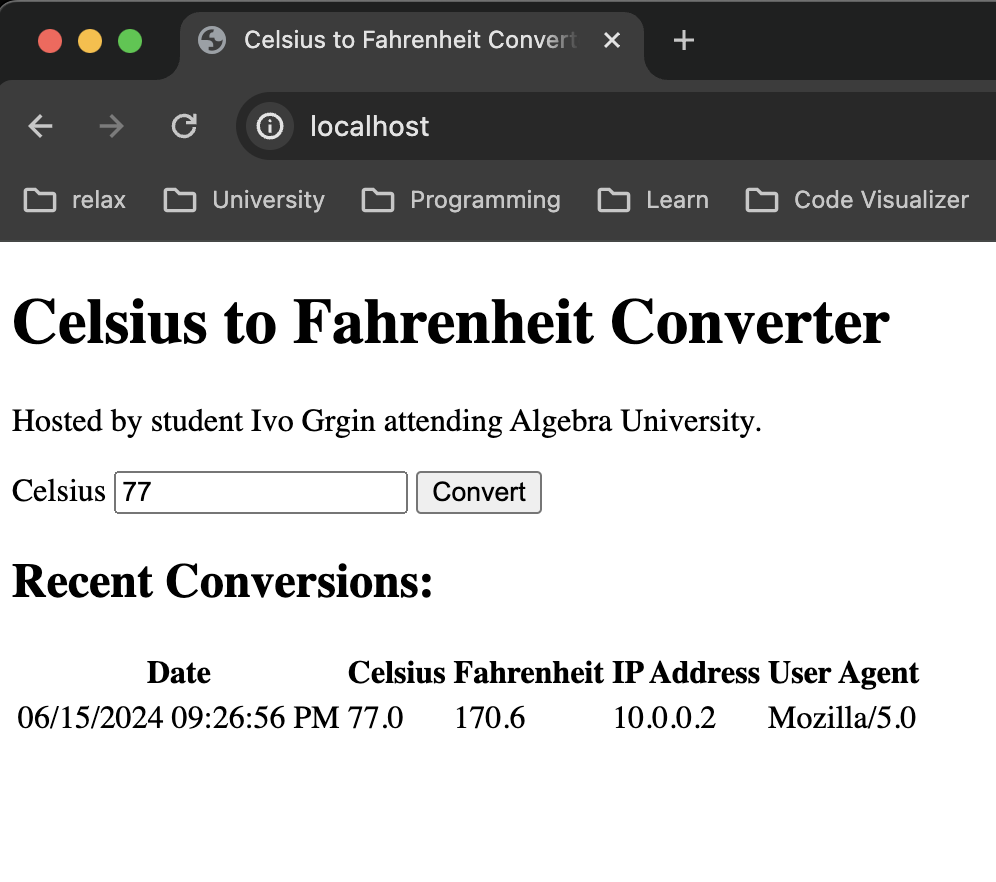 Celsius to Fahrenheit Convert
localhost
relax University Programming Learn Code Visualizer
Celsius to Fahrenheit Converter
Hosted by student Ivo Grgin attending Algebra University.
Celsius 77 Convert
Recent Conversions:
Date Celsius Fahrenheit IP Address User Agent
06/15/2024 09:26:56 PM 77.0 170.6 10.0.0.2 Mozilla/5.0